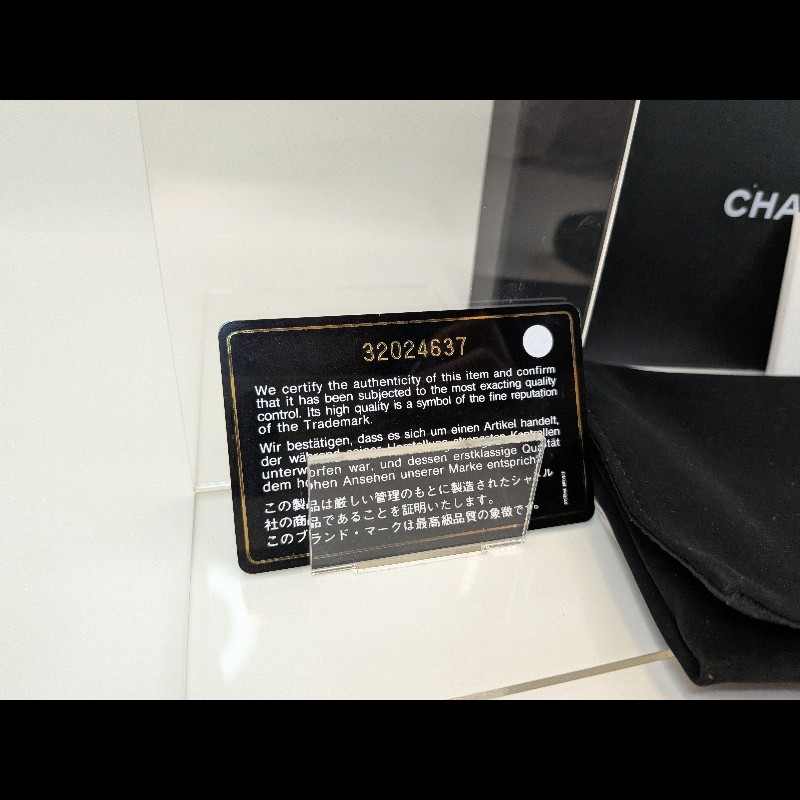 CHA
32024637
We certify the authenticity of this item and confirm
that it has been subjected to the most exacting quality
control. Its high quality is a symbol of the fine reputation
of the Trademark.
Wir bestätigen, dass es sich um einen Artikel handelt,
der während seiner Herstellung strengsten Kontrollen
unterworfen war, und dessen erstklassige Qualität
dem hohen Ansehen unserer Marke entspricht.
この製品は厳しい管理のもとに製造されたシャネル
社の商品であることを証明いたします。
このブランド・マークは最高級品質の象徴です。